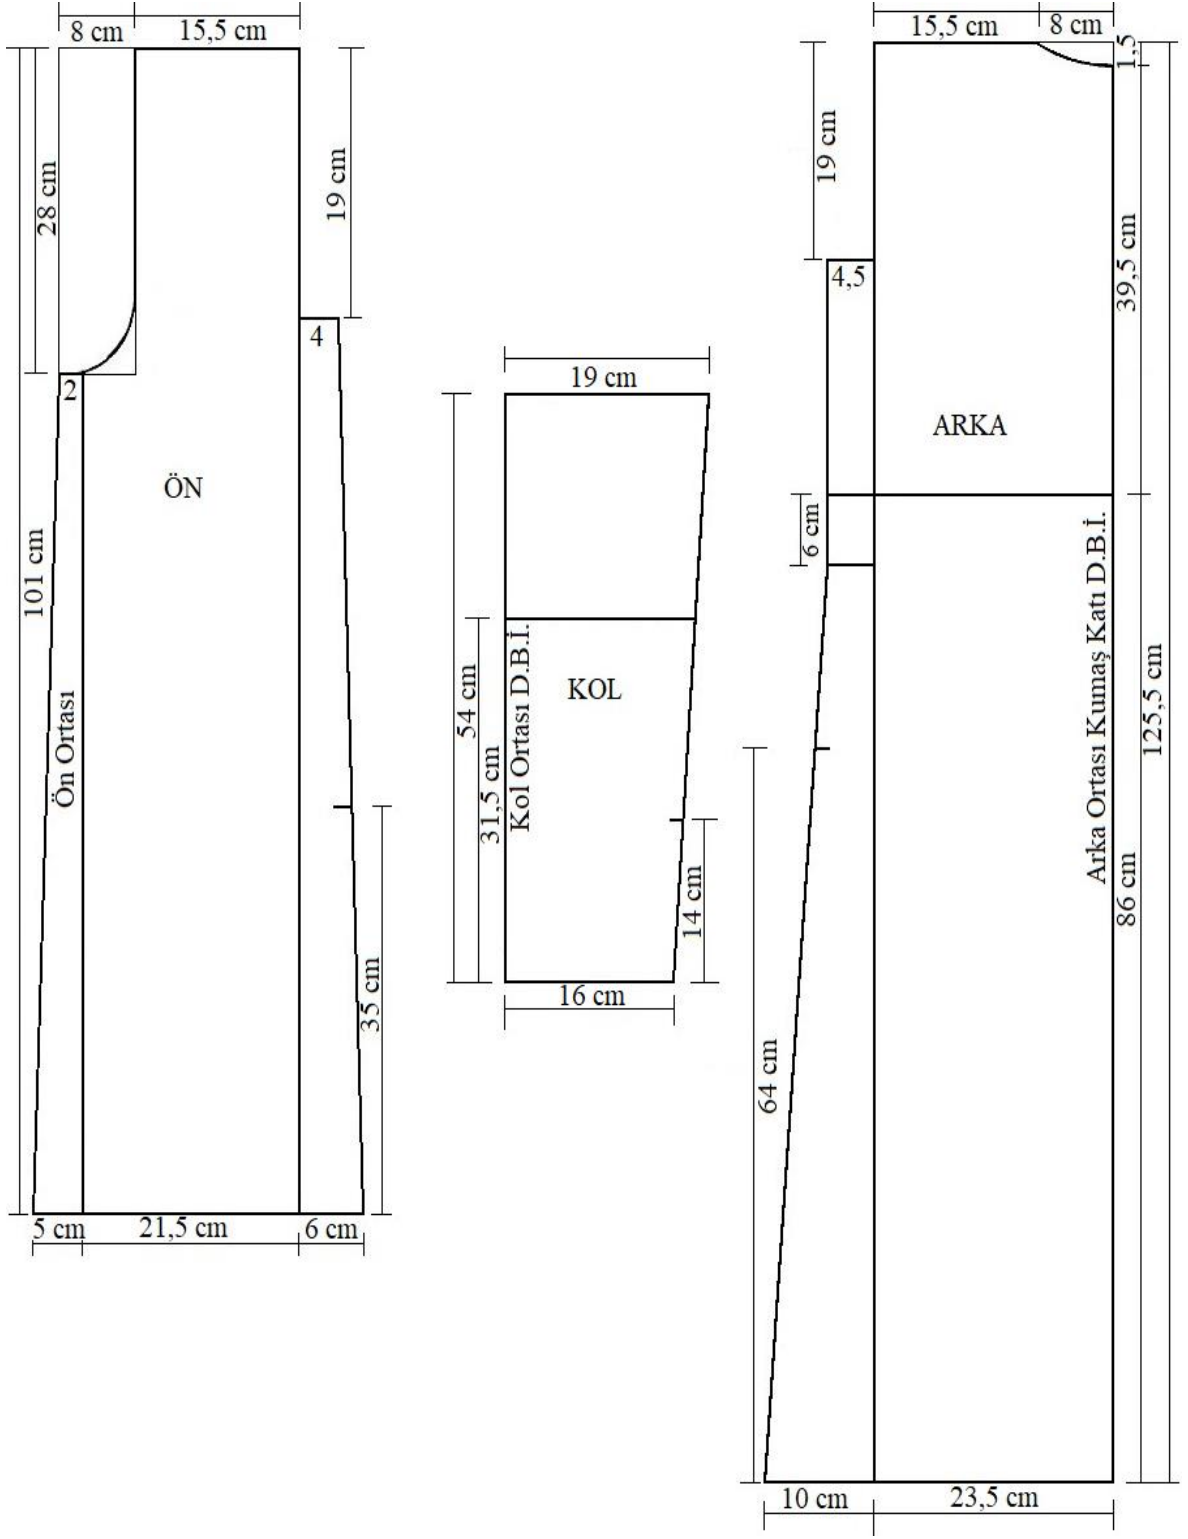 8 cm
15,5 cm
28 cm
19 cm
4
2
ÖN
101 cm
Ön Ortası
35 cm
5 cm
21,5 cm
6 cm
19 cm
KOL
54 cm
31,5 cm
Kol Ortası D.B.İ.
14 cm
16 cm
15,5 cm
8 cm
1,5
19 cm
4,5
39,5 cm
ARKA
6 cm
Arka Ortası Kumaş Katı D.B.İ.
125,5 cm
86 cm
64 cm
10 cm
23,5 cm